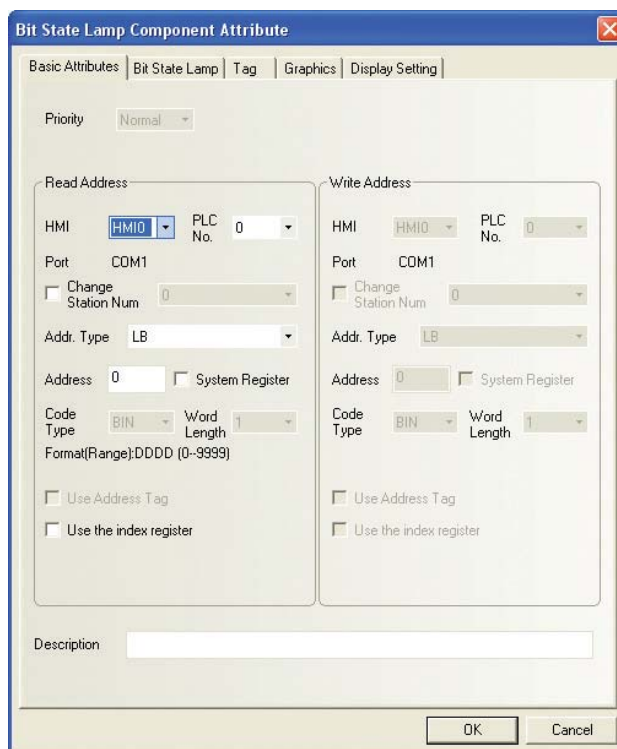 Bit State Lamp Component Attribute
Basic Attributes Bit State Lamp Tag Graphics Display Setting
Priority Normal
Read Address
HMI HMI0 PLC No. 0
Port COM1
Change Station Num 0
Addr. Type LB
Address 0 System Register
Code Type BIN Word Length 1
Format(Range):DDDD (0--9999)
Use Address Tag
Use the index register
Write Address
HMI HMI0 PLC No. 0
Port COM1
Change Station Num 0
Addr. Type LB
Address 0 System Register
Code Type BIN Word Length 1
Use Address Tag
Use the index register
Description
OK Cancel